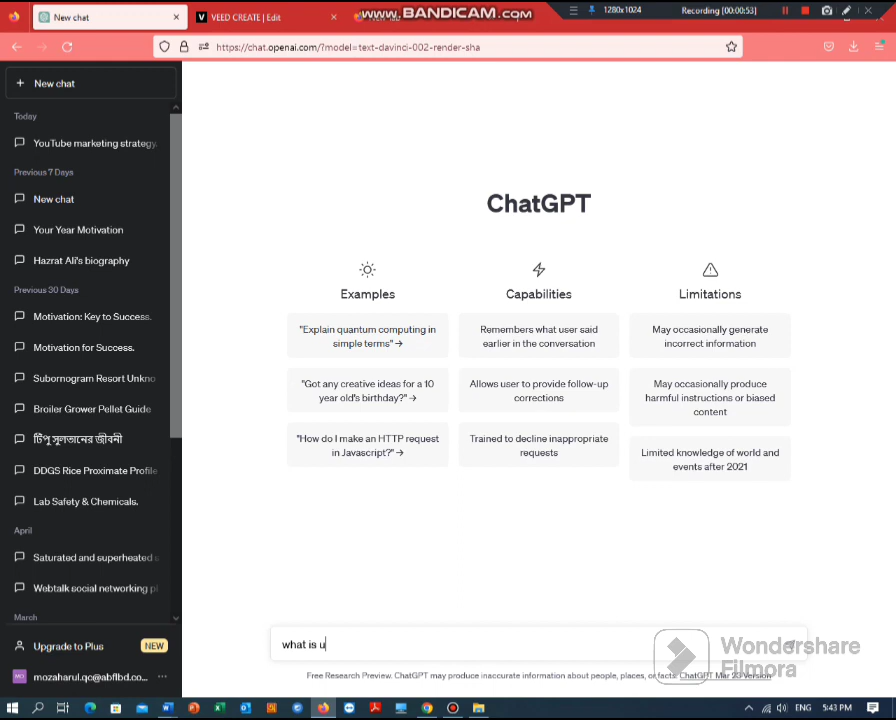 New chat
VEED CREATE | Edit
WWW.BANDICAM.COM
1280x1024
Recording [00:00:53]
https://chat.openai.com/?model=text-davinci-002-render-sha
+ New chat
Today
YouTube marketing strategy.
Previous 7 Days
New chat
Your Year Motivation
Hazrat Ali's biography
Previous 30 Days
Motivation: Key to Success.
Motivation for Success.
Subornogram Resort Unkno
Broiler Grower Pellet Guide
টিপু সুলতানের জীবনী
DDGS Rice Proximate Profile
Lab Safety & Chemicals.
April
Saturated and superheated
Webtalk social networking pl
March
Upgrade to Plus
NEW
MO
mozaharul.qc@abflbd.co...
ChatGPT
Examples
Capabilities
Limitations
"Explain quantum computing in
simple terms" →
Remembers what user said
earlier in the conversation
May occasionally generate
incorrect information
"Got any creative ideas for a 10
year old's birthday?" →
Allows user to provide follow-up
corrections
May occasionally produce
harmful instructions or biased
content
"How do I make an HTTP request
in Javascript?" →
Trained to decline inappropriate
requests
Limited knowledge of world and
events after 2021
what is u
Wondershare
Filmora
Free Research Preview. ChatGPT may produce inaccurate information about people, places, or facts. ChatGPT Mar 23 Version
ENG
5:43 PM